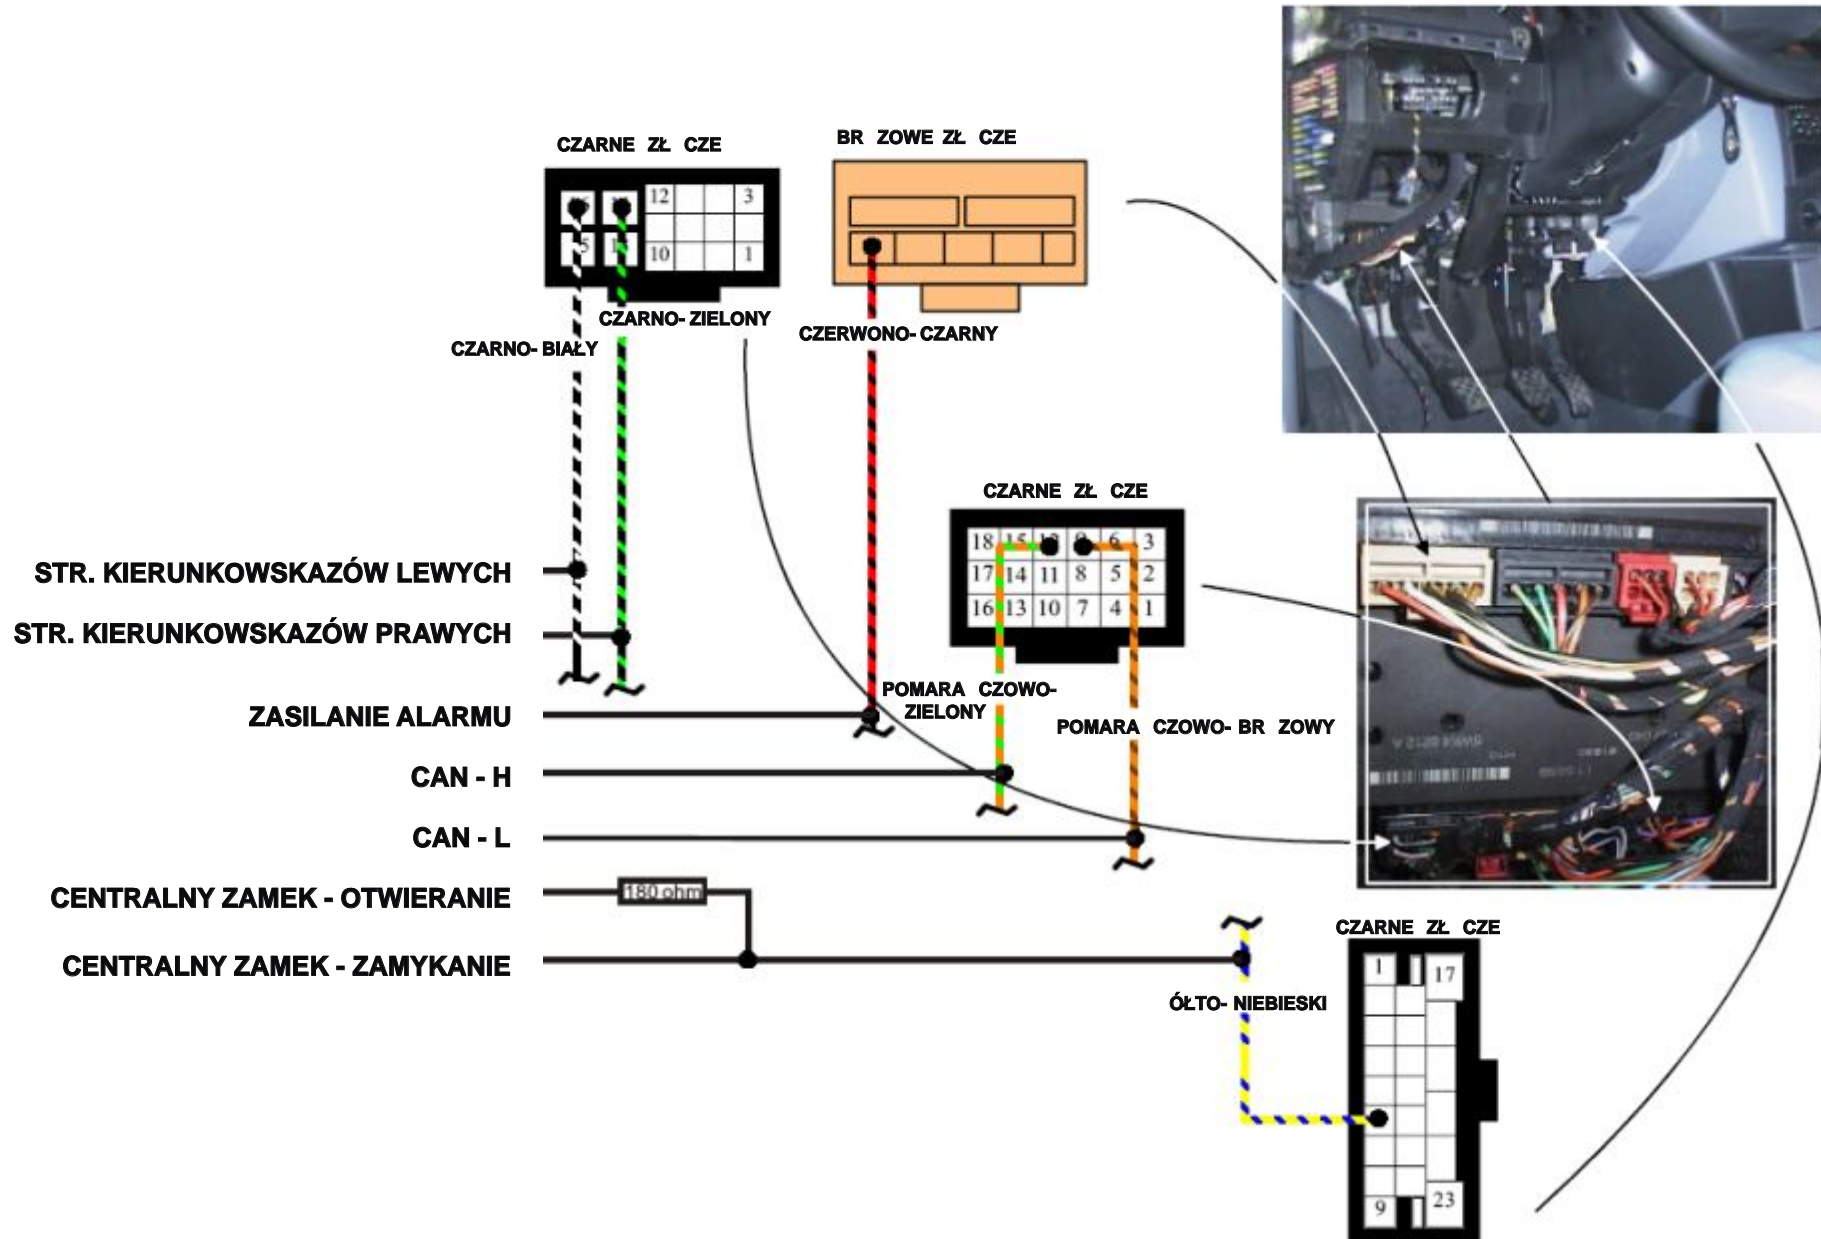 CZARNE ZŁ CZE
BR ZOWE ZŁ CZE
12 3
10 1
CZARNO- ZIELONY
CZARNO- BIAŁY
CZERWONO- CZARNY
CZARNE ZŁ CZE
18 15 12 9 6 3
17 14 11 8 5 2
16 13 10 7 4 1
STR. KIERUNKOWSKAZÓW LEWYCH
STR. KIERUNKOWSKAZÓW PRAWYCH
POMARA CZOWO-
ZIELONY
ZASILANIE ALARMU
POMARA CZOWO- BR ZOWY
CAN - H
CAN - L
CENTRALNY ZAMEK - OTWIERANIE
180 ohm
CENTRALNY ZAMEK - ZAMYKANIE
CZARNE ZŁ CZE
1 17
ÓŁTO- NIEBIESKI
9 23